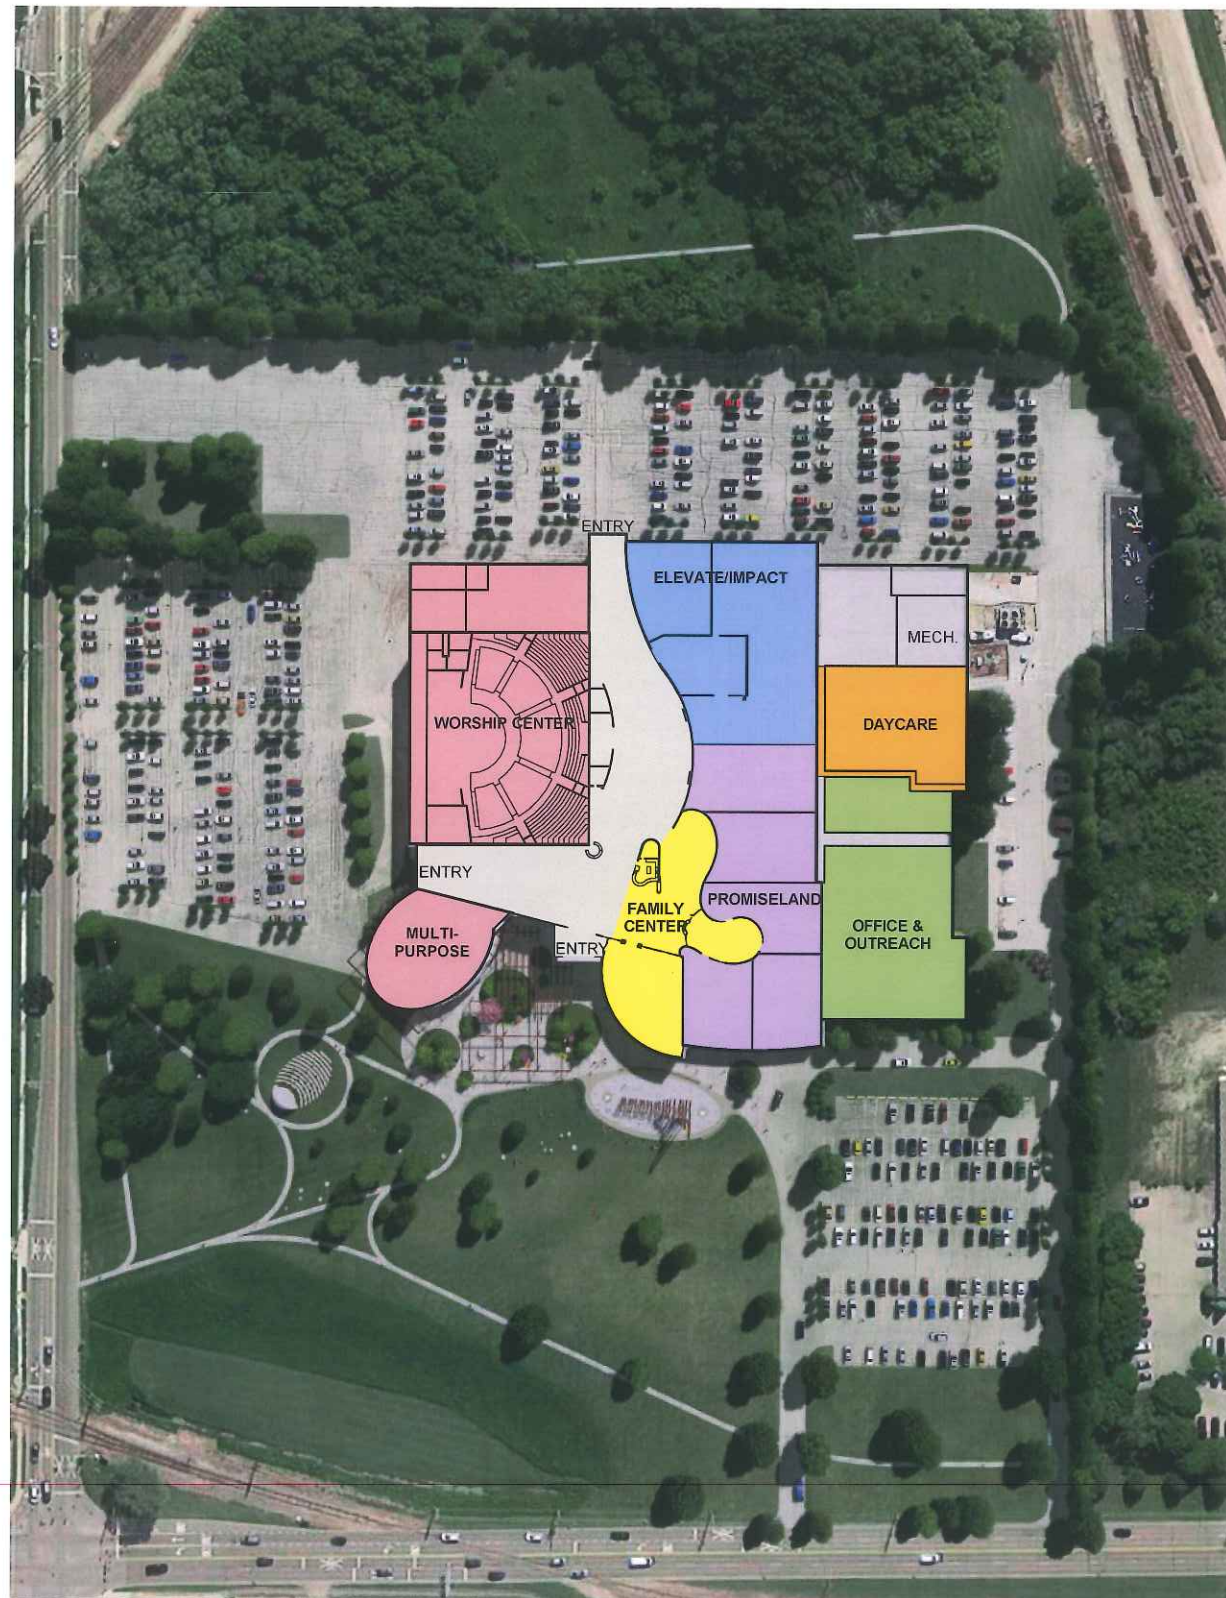 ENTRY
ELEVATE/IMPACT
MECH.
WORSHIP CENTER
DAYCARE
ENTRY
PROMISELAND
FAMILY
CENTER
MULTI-
PURPOSE
OFFICE &
OUTREACH
ENTRY